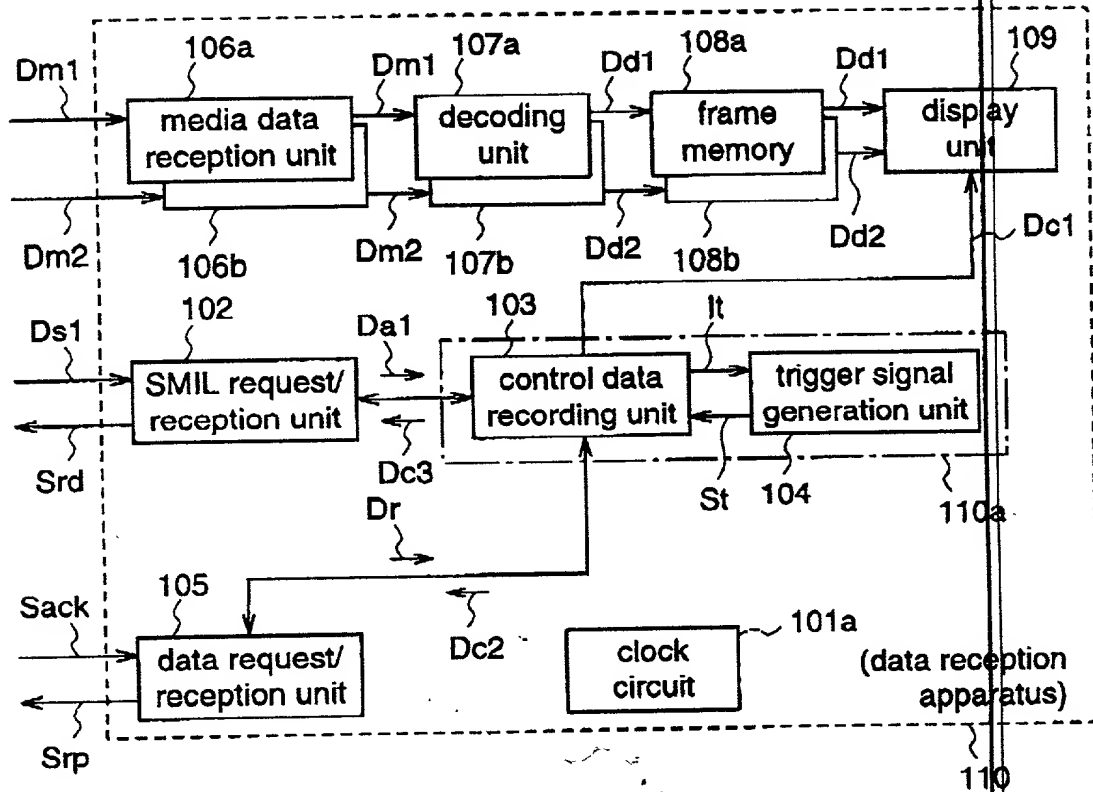 106a
107a
108a
109
Dm1
Dm1
Dd1
Dd1
media data
reception unit
decoding
unit
frame
memory
display
unit
Dm2
106b
Dm2
107b
Dd2
108b
Dd2
Dc1
102
103
It
Ds1
Da1
SMIL request/
reception unit
control data
recording unit
trigger signal
generation unit
Srd
Dc3
St
104
110a
Dr
105
Sack
Dc2
101a
data request/
reception unit
clock
circuit
(data reception
apparatus)
Srp
110